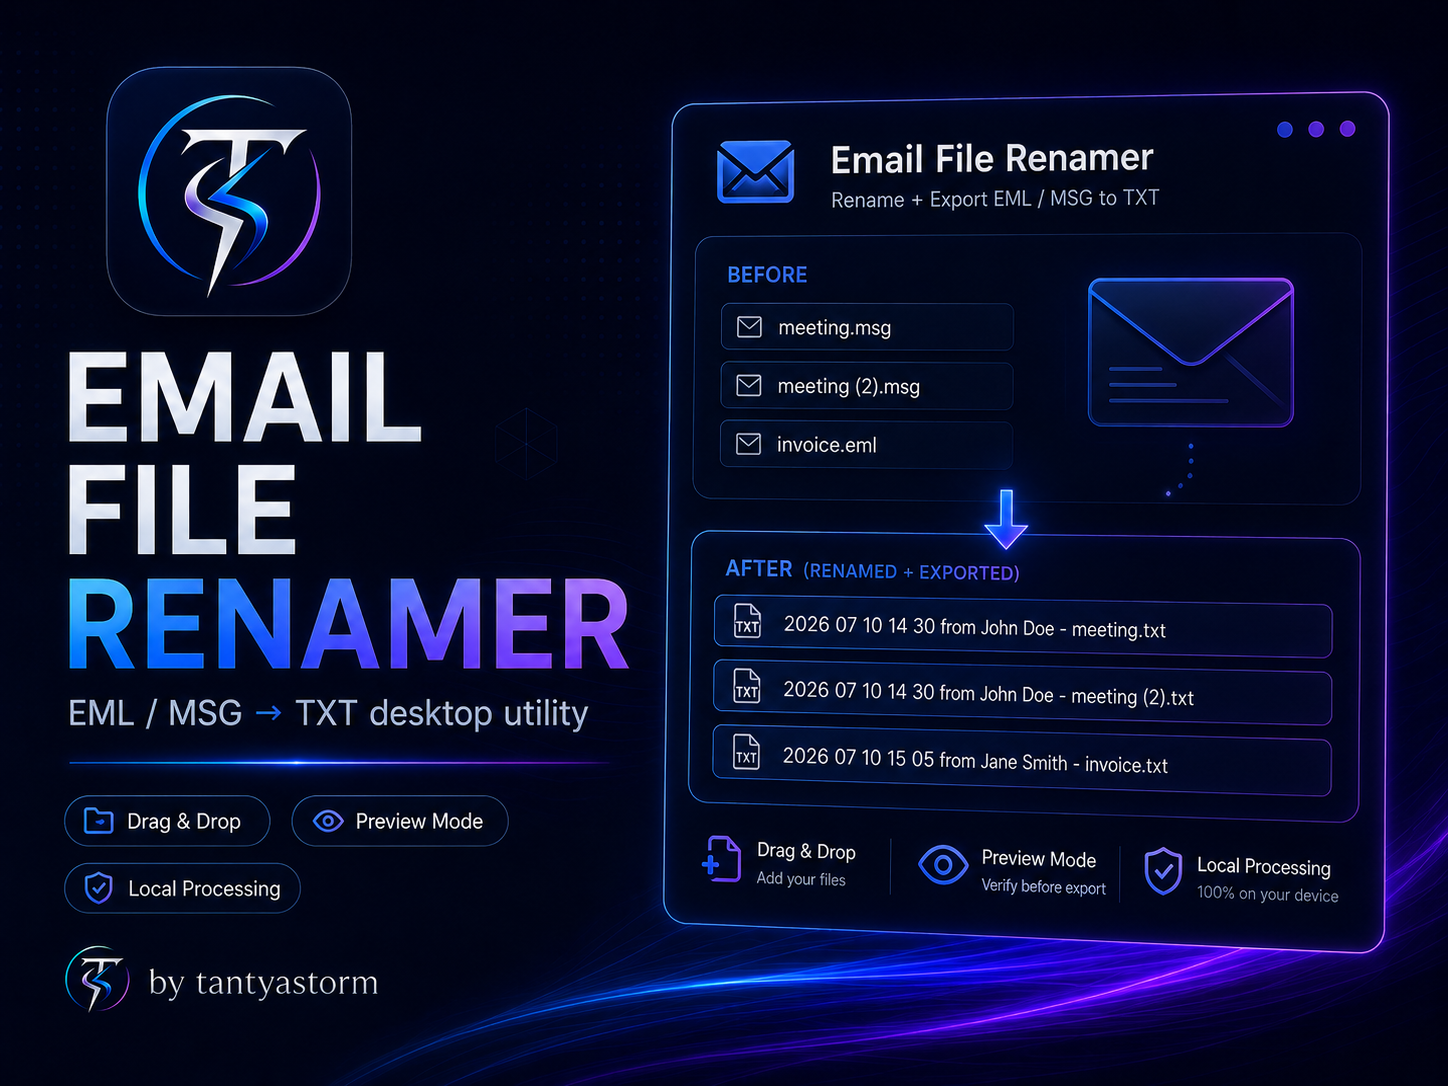 EMAIL
FILE
RENAMER
EML / MSG → TXT desktop utility
Drag & Drop
Preview Mode
Local Processing
by tantyastorm
Email File Renamer
Rename + Export EML / MSG to TXT
BEFORE
meeting.msg
meeting (2).msg
invoice.eml
AFTER (RENAMED + EXPORTED)
TXT 2026 07 10 14 30 from John Doe - meeting.txt
TXT 2026 07 10 14 30 from John Doe - meeting (2).txt
TXT 2026 07 10 15 05 from Jane Smith - invoice.txt
Drag & Drop
Add your files
Preview Mode
Verify before export
Local Processing
100% on your device